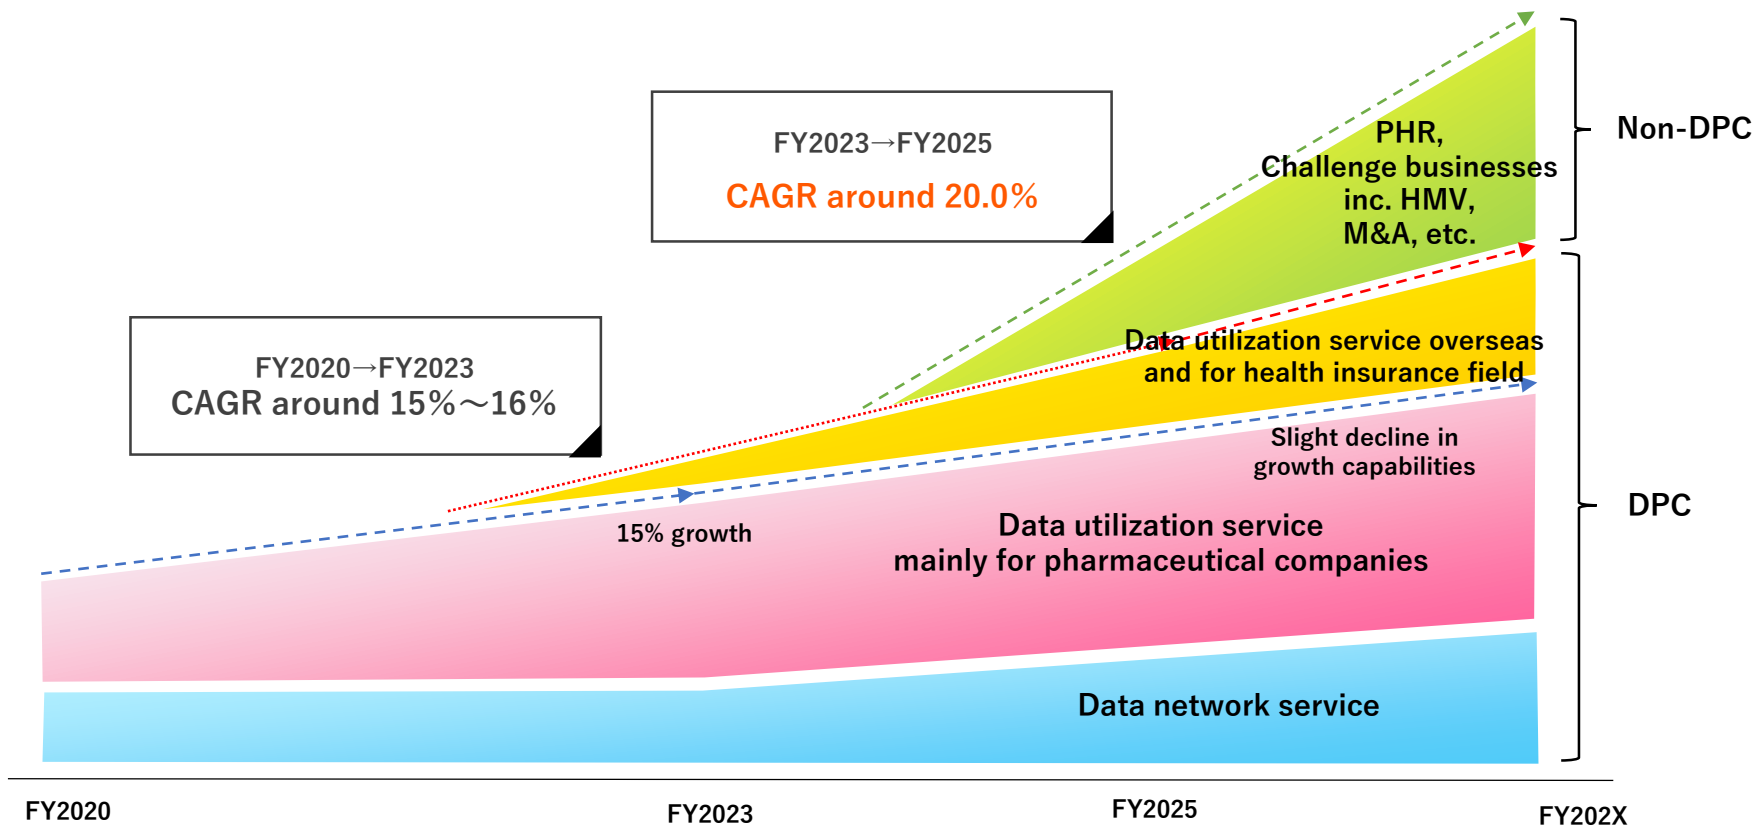 FY2023→FY2025
CAGR around 20.0%
PHR,
Challenge businesses
inc. HMV,
M&A, etc.
Non-DPC
FY2020→FY2023
CAGR around 15%～16%
Data utilization service overseas
and for health insurance field
Slight decline in
growth capabilities
15% growth
Data utilization service
mainly for pharmaceutical companies
DPC
Data network service
FY2020
FY2023
FY2025
FY202X